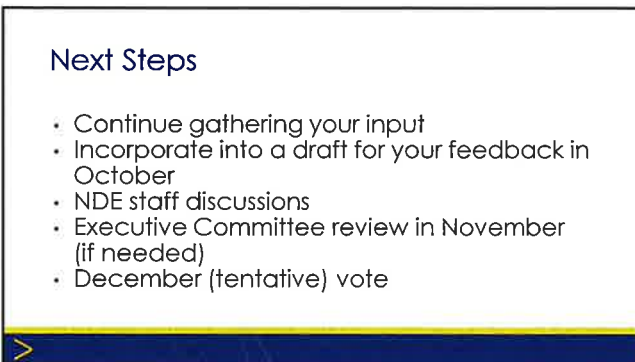 Next Steps
• Continue gathering your input
• Incorporate into a draft for your feedback in
October
• NDE staff discussions
• Executive Committee review in November
(if needed)
• December (tentative) vote
>